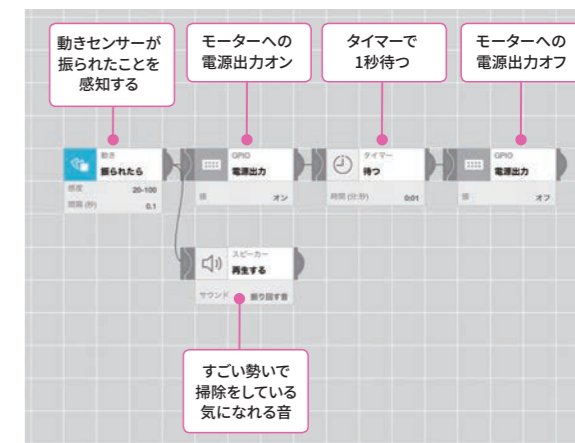 動きセンサーが
振られたことを
感知する
モーターへの
電源出力オン
タイマーで
1秒待つ
モーターへの
電源出力オフ
動き
振られたら
感度 20-100
間隔 (秒) 0.1
GPIO
電源出力
値 オン
タイマー
待つ
時間 (分:秒) 0:01
GPIO
電源出力
値 オフ
スピーカー
再生する
サウンド 振り回す音
すごい勢いで
掃除をしている
気になれる音